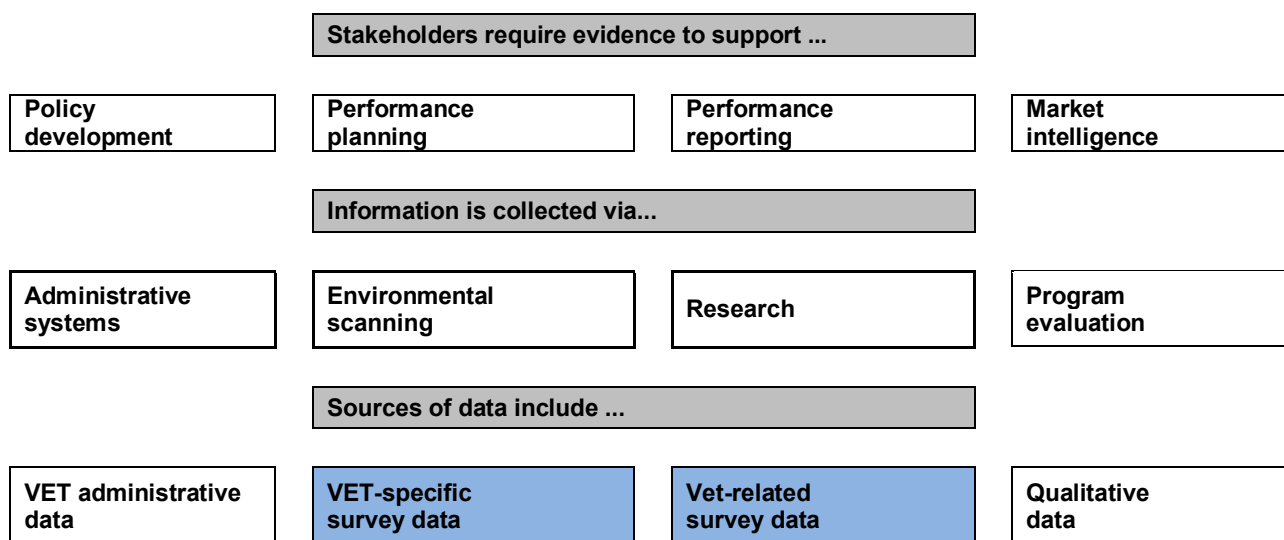 Stakeholders require evidence to support ...
Policy
development
Performance
planning
Performance
reporting
Market
intelligence
Information is collected via...
Administrative
systems
Environmental
scanning
Research
Program
evaluation
Sources of data include ...
VET administrative
data
VET-specific
survey data
Vet-related
survey data
Qualitative
data